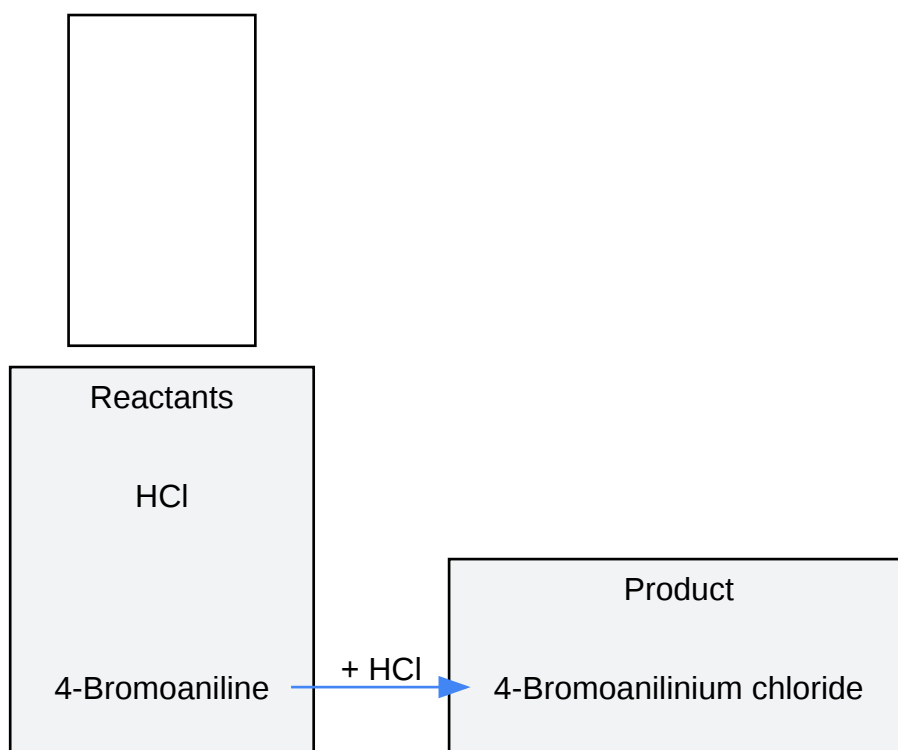 Reactants
HCl
4-Bromoaniline
+ HCl
Product
4-Bromoanilinium chloride